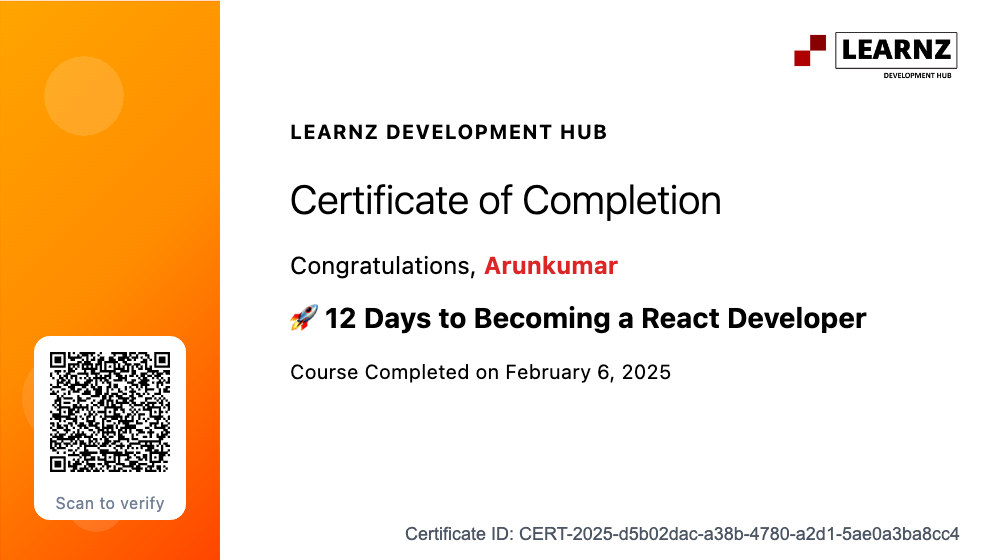 LEARNZ
DEVELOPMENT HUB
LEARNZ DEVELOPMENT HUB
Certificate of Completion
Congratulations, Arunkumar
🚀 12 Days to Becoming a React Developer
Course Completed on February 6, 2025
Scan to verify
Certificate ID: CERT-2025-d5b02dac-a38b-4780-a2d1-5ae0a3ba8cc4